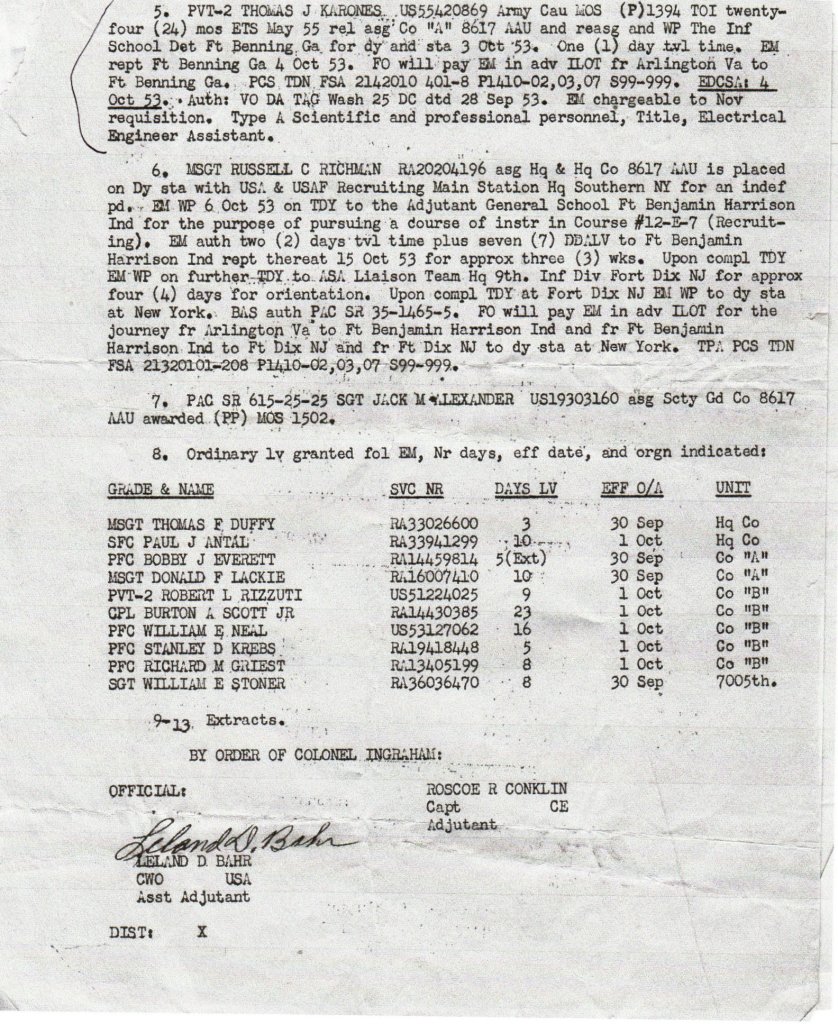 5. PVT-2 THOMAS J KARONES US55420869 Army Cau MOS (P)1394 TOI twenty-
four (24) mos ETS May 55 rel asg Co "A" 8617 AAU and reasg and WP The Inf
School Det Ft Benning Ga for dy and sta 3 Oct '53. One (1) day tvl time. EM
rept Ft Benning Ga 4 Oct 53. FO will pay EM in adv ILOT fr Arlington Va to
Ft Benning Ga. PCS TDN FSA 2142010 401-8 P1410-02,03,07 S99-999. EDCSA: 4
Oct 53. Auth: VO DA TAG Wash 25 DC dtd 28 Sep 53. EM chargeable to Nov
requisition. Type A Scientific and professional personnel, Title, Electrical
Engineer Assistant.
6. MSGT RUSSELL C RICHMAN RA20204196 asg Hq & Hq Co 8617 AAU is placed
on Dy sta with USA & USAF Recruiting Main Station Hq Southern NY for an indef
pd. EM WP 6 Oct 53 on TDY to the Adjutant General School Ft Benjamin Harrison
Ind for the purpose of pursuing a course of instr in Course #12-E-7 (Recruit-
ing). EM auth two (2) days tvl time plus seven (7) DDALV to Ft Benjamin
Harrison Ind rept thereat 15 Oct 53 for approx three (3) wks. Upon compl TDY
EM WP on further TDY to ASA Liaison Team Hq 9th. Inf Div Fort Dix NJ for approx
four (4) days for orientation. Upon compl TDY at Fort Dix NJ EM WP to dy sta
at New York. BAS auth PAC SR 35-1465-5. FO will pay EM in adv ILOT for the
journey fr Arlington Va to Ft Benjamin Harrison Ind and fr Ft Benjamin
Harrison Ind to Ft Dix NJ and fr Ft Dix NJ to dy sta at New York. TPA PCS TDN
FSA 21320101-208 P1410-02,03,07 S99-999.
7. PAC SR 615-25-25 SGT JACK M ALEXANDER US19303160 asg Scty Gd Co 8617
AAU awarded (PP) MOS 1502.
8. Ordinary lv granted fol EM, Nr days, eff date, and orgn indicated:
GRADE & NAME SVC NR DAYS LV EFF O/A UNIT
MSGT THOMAS F DUFFY RA33026600 3 30 Sep Hq Co
SFC PAUL J ANTAL RA33941299 10 1 Oct Hq Co
PFC BOBBY J EVERETT RA14459814 5(Ext) 30 Sep Co "A"
MSGT DONALD F LACKIE RA16007410 10 30 Sep Co "A"
PVT-2 ROBERT L RIZZUTI US51224025 9 1 Oct Co "B"
CPL BURTON A SCOTT JR RA14430385 23 1 Oct Co "B"
PFC WILLIAM E NEAL US53127062 16 1 Oct Co "B"
PFC STANLEY D KREBS RA19418448 5 1 Oct Co "B"
PFC RICHARD M GRIEST RA13405199 8 1 Oct Co "B"
SGT WILLIAM E STONER RA36036470 8 30 Sep 7005th.
9-13 Extracts.
BY ORDER OF COLONEL INGRAHAM:
OFFICIAL: ROSCOE R CONKLIN
Capt CE
Adjutant
Leland D. Bahr
LELAND D BAHR
CWO USA
Asst Adjutant
DIST: X